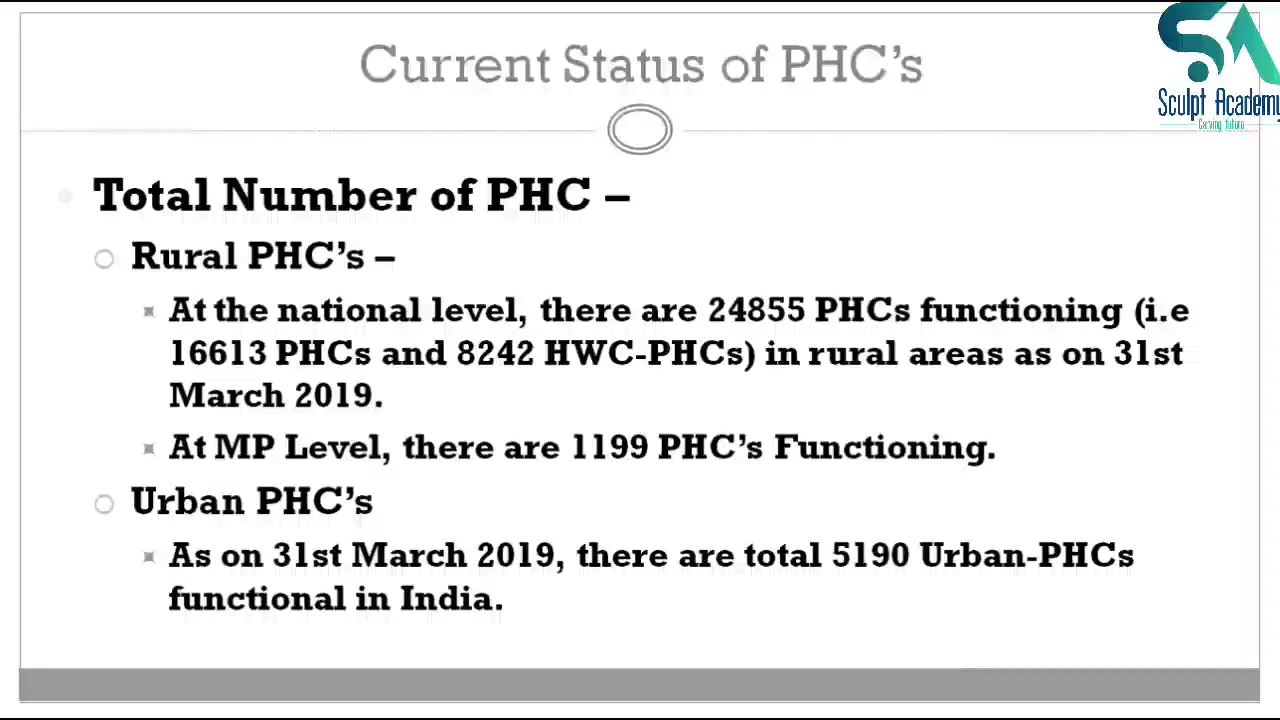 Current Status of PHC's
SA
Sculpt Academy
Carving future
Total Number of PHC –
Rural PHC's –
At the national level, there are 24855 PHCs functioning (i.e
16613 PHCs and 8242 HWC-PHCs) in rural areas as on 31st
March 2019.
At MP Level, there are 1199 PHC's Functioning.
Urban PHC's
As on 31st March 2019, there are total 5190 Urban-PHCs
functional in India.